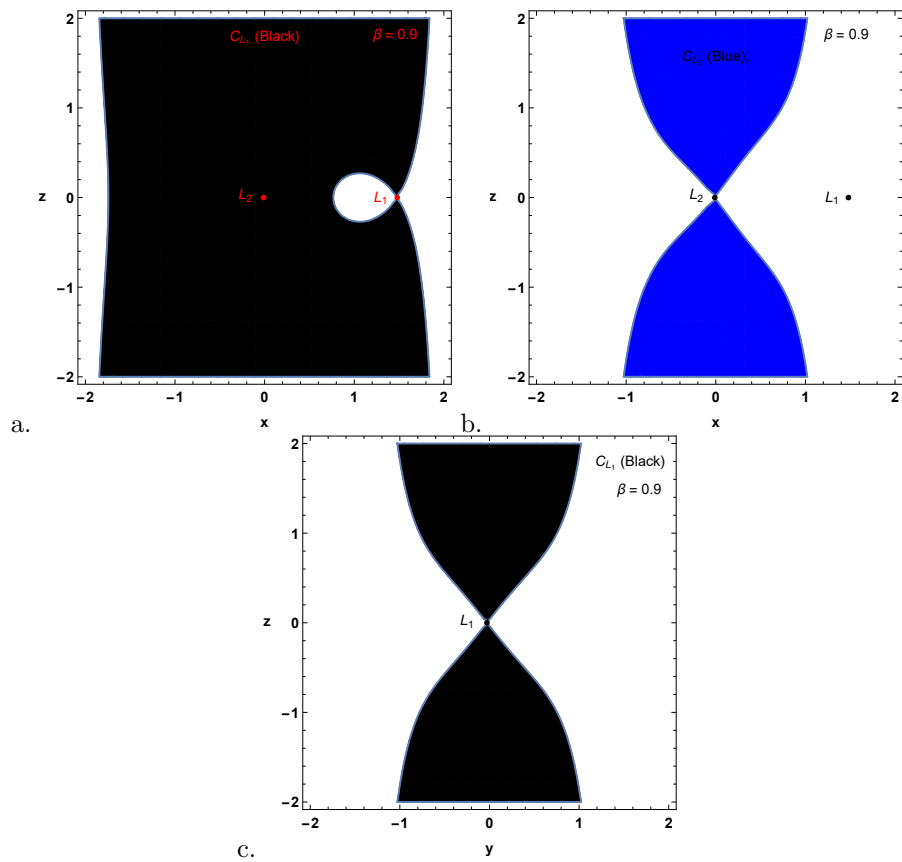 C_{L_1} (Black)
β = 0.9
L_2
L_1
z
x
2
1
0
−1
−2
−2
−1
0
1
2
a.
C_{L_2} (Blue),
β = 0.9
L_2
L_1
z
x
2
1
0
−1
−2
−2
−1
0
1
2
b.
C_{L_1} (Black)
β = 0.9
L_1
z
y
2
1
0
−1
−2
−2
−1
0
1
2
c.